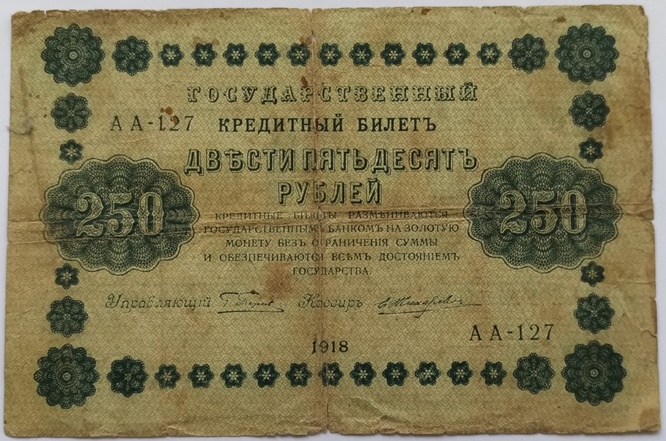 ГОСУДАРСТВЕННЫЙ
АА-127 КРЕДИТНЫЙ БИЛЕТЪ
ДВѢСТИ ПЯТЬДЕСЯТЪ
РУБЛЕЙ
250 250
КРЕДИТНЫЕ БИЛЕТЫ РАЗМѢНИВАЮТСЯ
ГОСУДАРСТВЕННЫМЪ БАНКОМЪ НА ЗОЛОТУЮ
МОНЕТУ БЕЗЪ ОГРАНИЧЕНІЯ СУММЫ
И ОБЕЗПЕЧИВАЮТСЯ ВСѢМЪ ДОСТОЯНІЕМЪ
ГОСУДАРСТВА.
Управляющій Кассиръ
АА-127
1918